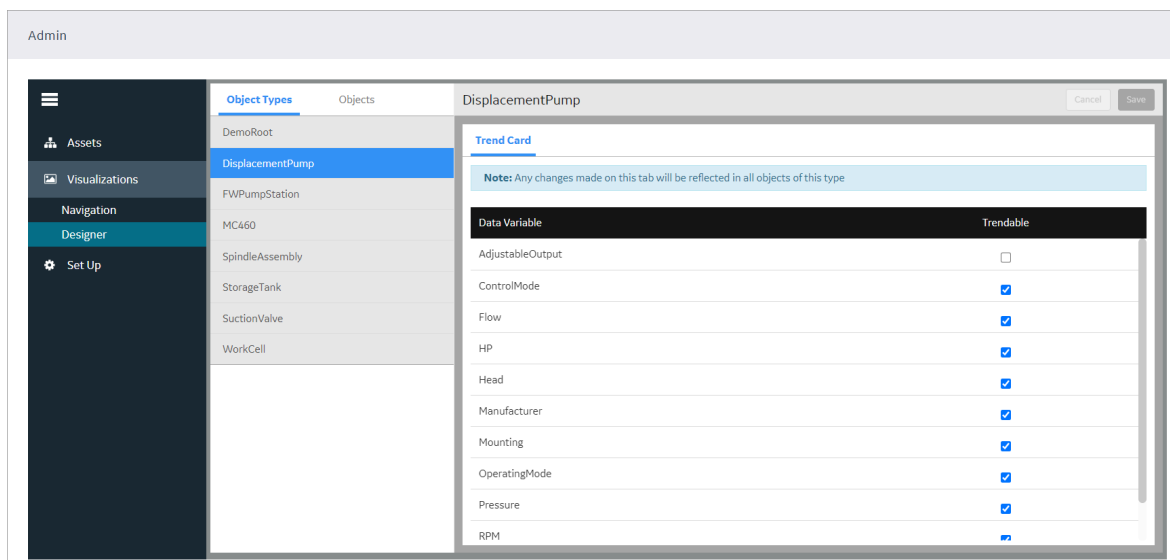 Admin
Assets
Visualizations
Navigation
Designer
Set Up
Object Types Objects
DemoRoot
DisplacementPump
FWPumpStation
MC460
SpindleAssembly
StorageTank
SuctionValve
WorkCell
DisplacementPump Cancel Save
Trend Card
Note: Any changes made on this tab will be reflected in all objects of this type
Data Variable Trendable
AdjustableOutput
ControlMode
Flow
HP
Head
Manufacturer
Mounting
OperatingMode
Pressure
RPM